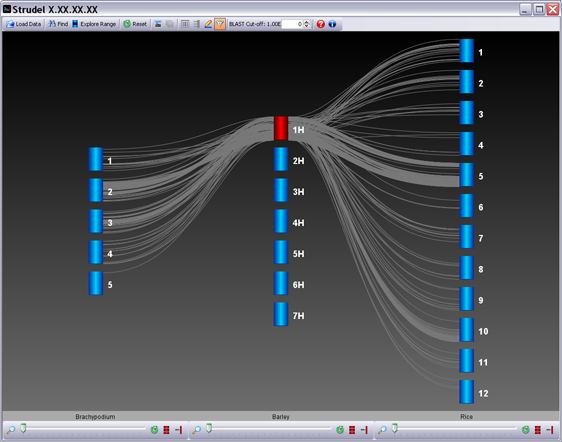 Strudel X.XX.XX.XX
Load Data Find Explore Range Reset BLAST Cut-off: 1.00E 0
1
2
3
4
5
1H
2H
3H
4H
5H
6H
7H
1
2
3
4
5
6
7
8
9
10
11
12
Brachypodium Barley Rice